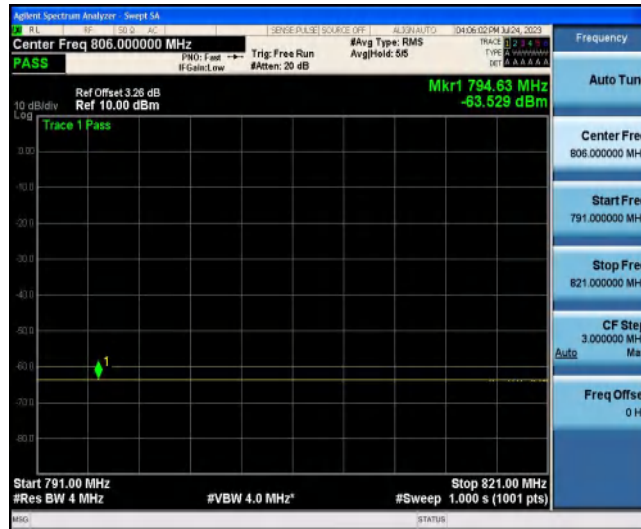 Agilent Spectrum Analyzer - Swept SA
RL RF 50 Ω AC SENSE:PULSE SOURCE OFF ALIGN AUTO 04:06:02 PM Jul 24, 2023
Center Freq 806.000000 MHz
#Avg Type: RMS
TRACE 1 2 3 4 5 6
PASS
PNO: Fast
Trig: Free Run
Avg|Hold: 5/5
TYPE A
IFGain:Low
#Atten: 20 dB
DET A A A A A A
Mkr1 794.63 MHz
-63.529 dBm
Ref Offset 3.26 dB
10 dB/div Ref 10.00 dBm
Log
Trace 1 Pass
0.00
-10.0
-20.0
-30.0
-40.0
-50.0
-60.0
-70.0
-80.0
1
Start 791.00 MHz
Stop 821.00 MHz
#Res BW 4 MHz
#VBW 4.0 MHz*
#Sweep 1.000 s (1001 pts)
MSG
STATUS
Frequency
Auto Tun
Center Fre
806.000000 MH
Start Fre
791.000000 MH
Stop Fre
821.000000 MH
CF Ste
3.000000 MH
Auto Ma
Freq Offse
0 H